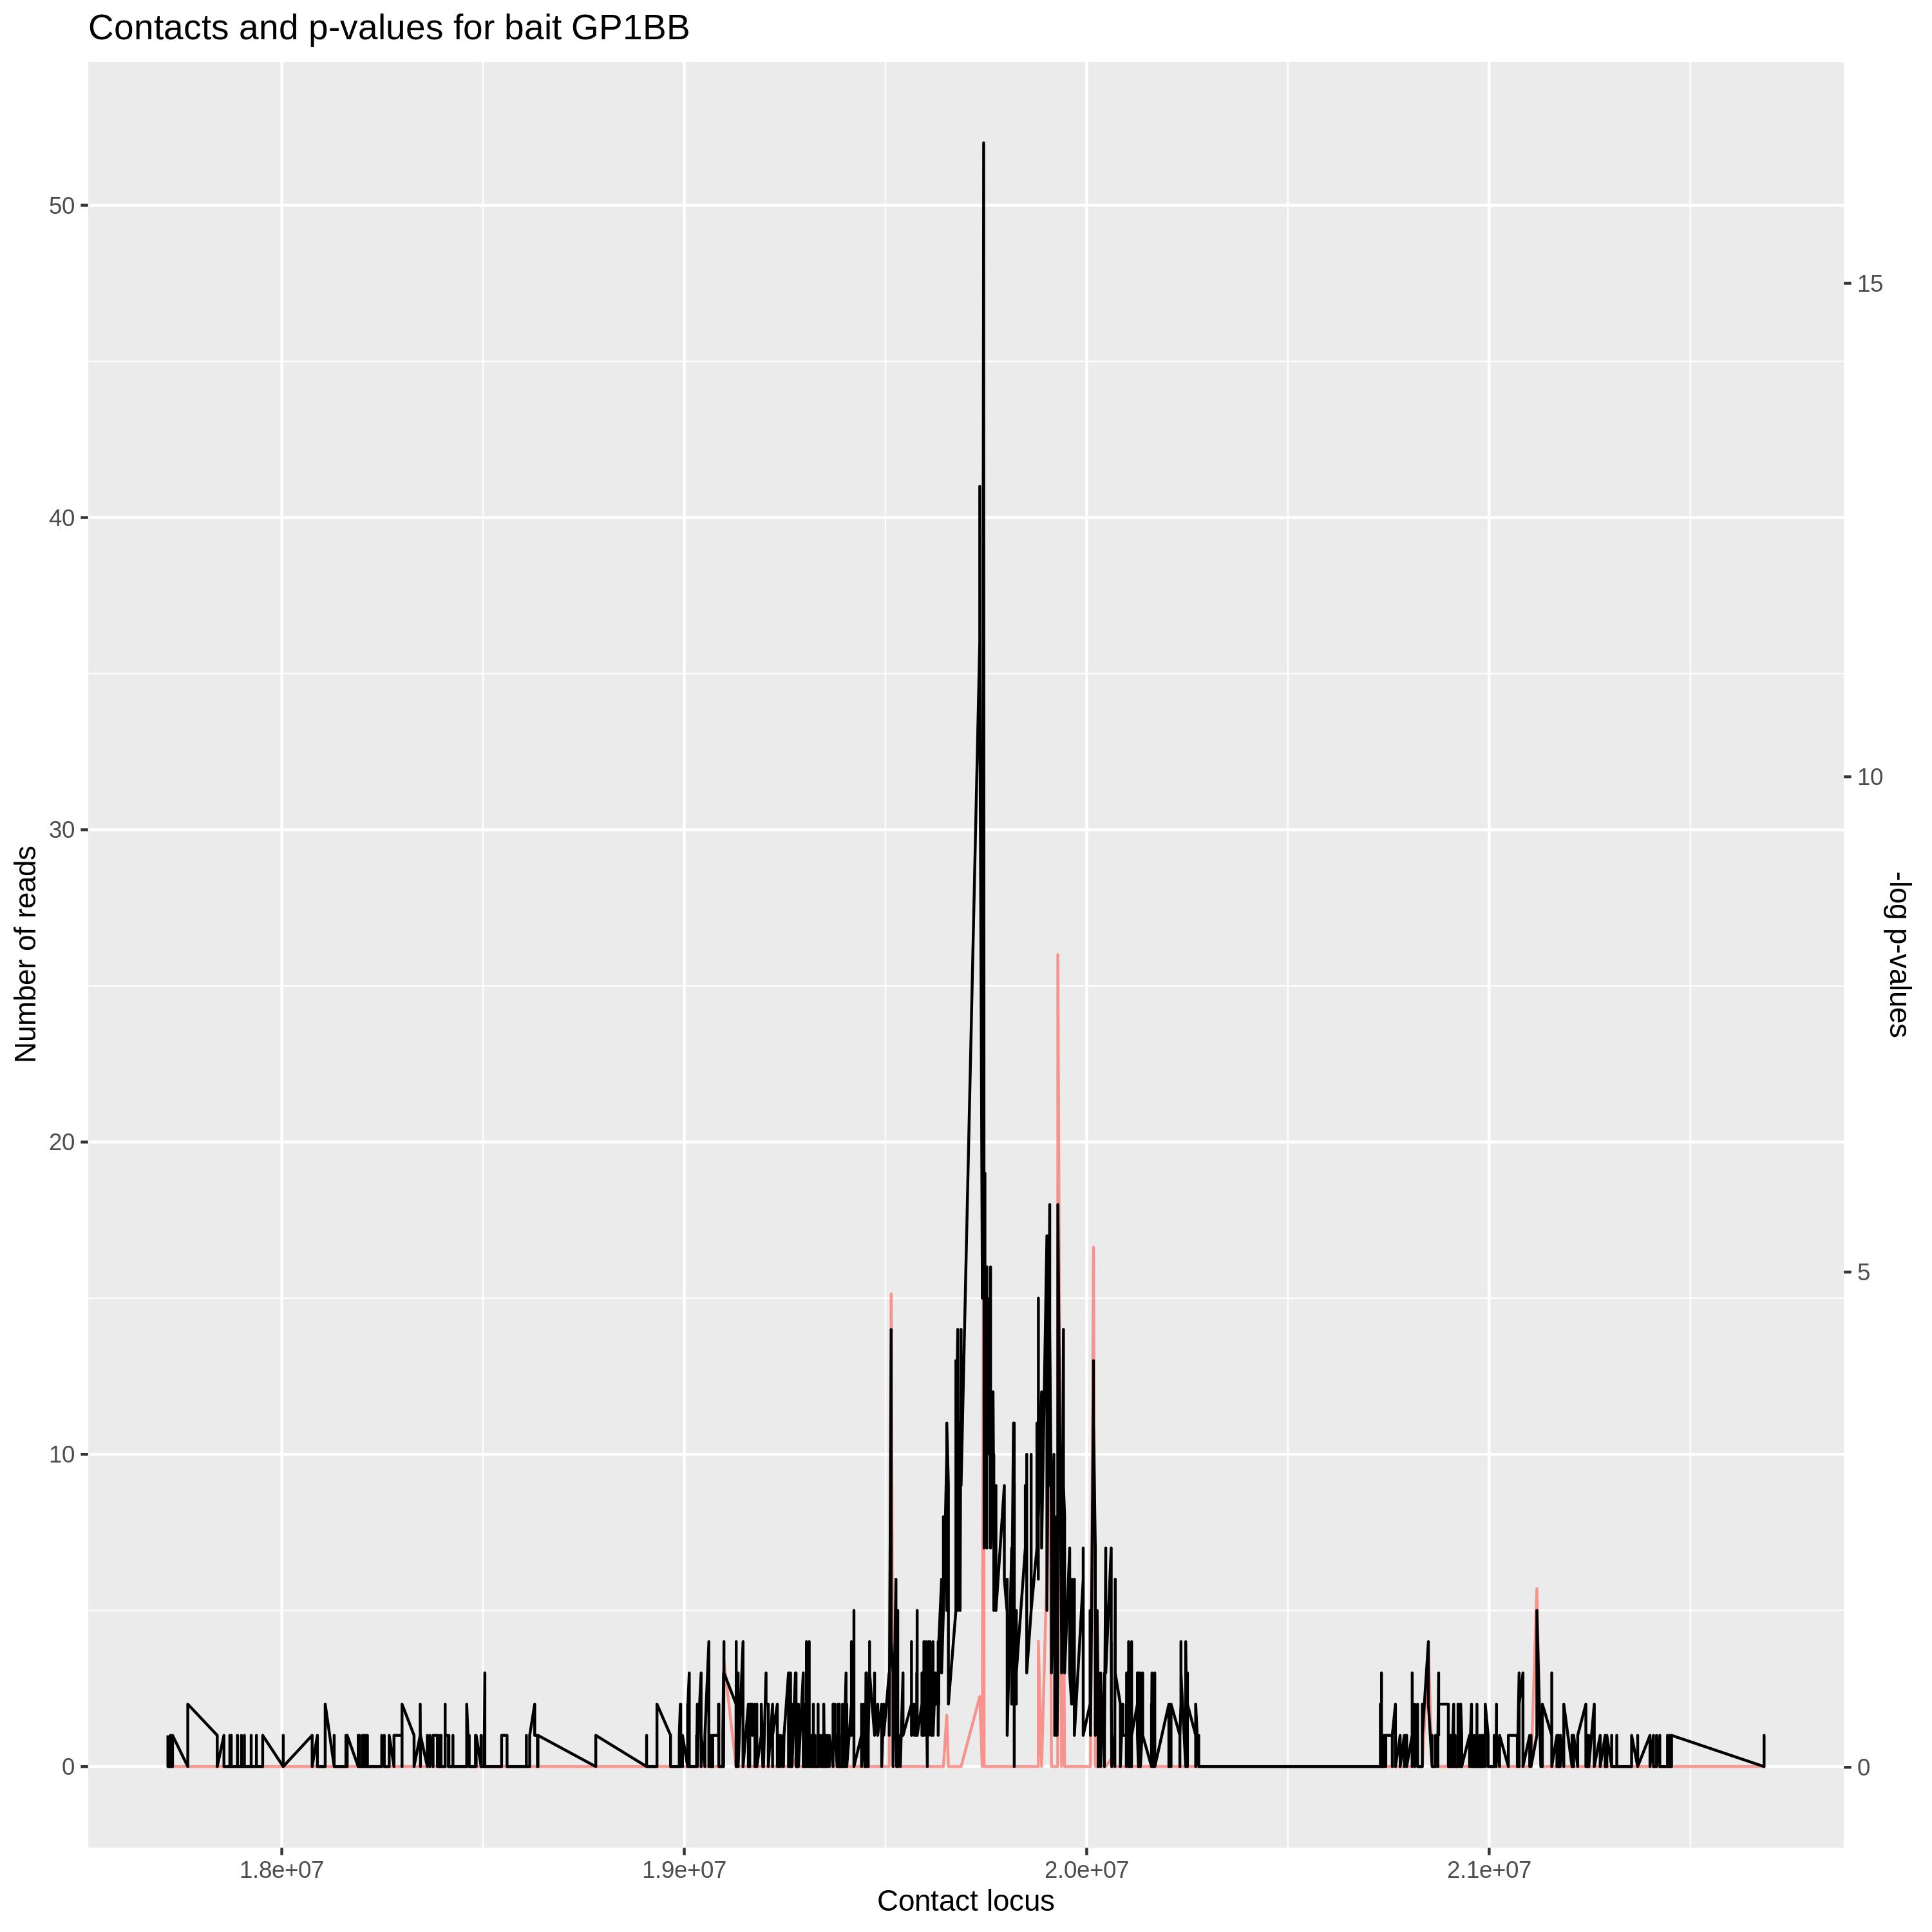 Contacts and p-values for bait GP1BB
Number of reads
50
40
30
20
10
0
15
10
5
0
-log p-values
1.8e+07
1.9e+07
2.0e+07
2.1e+07
Contact locus